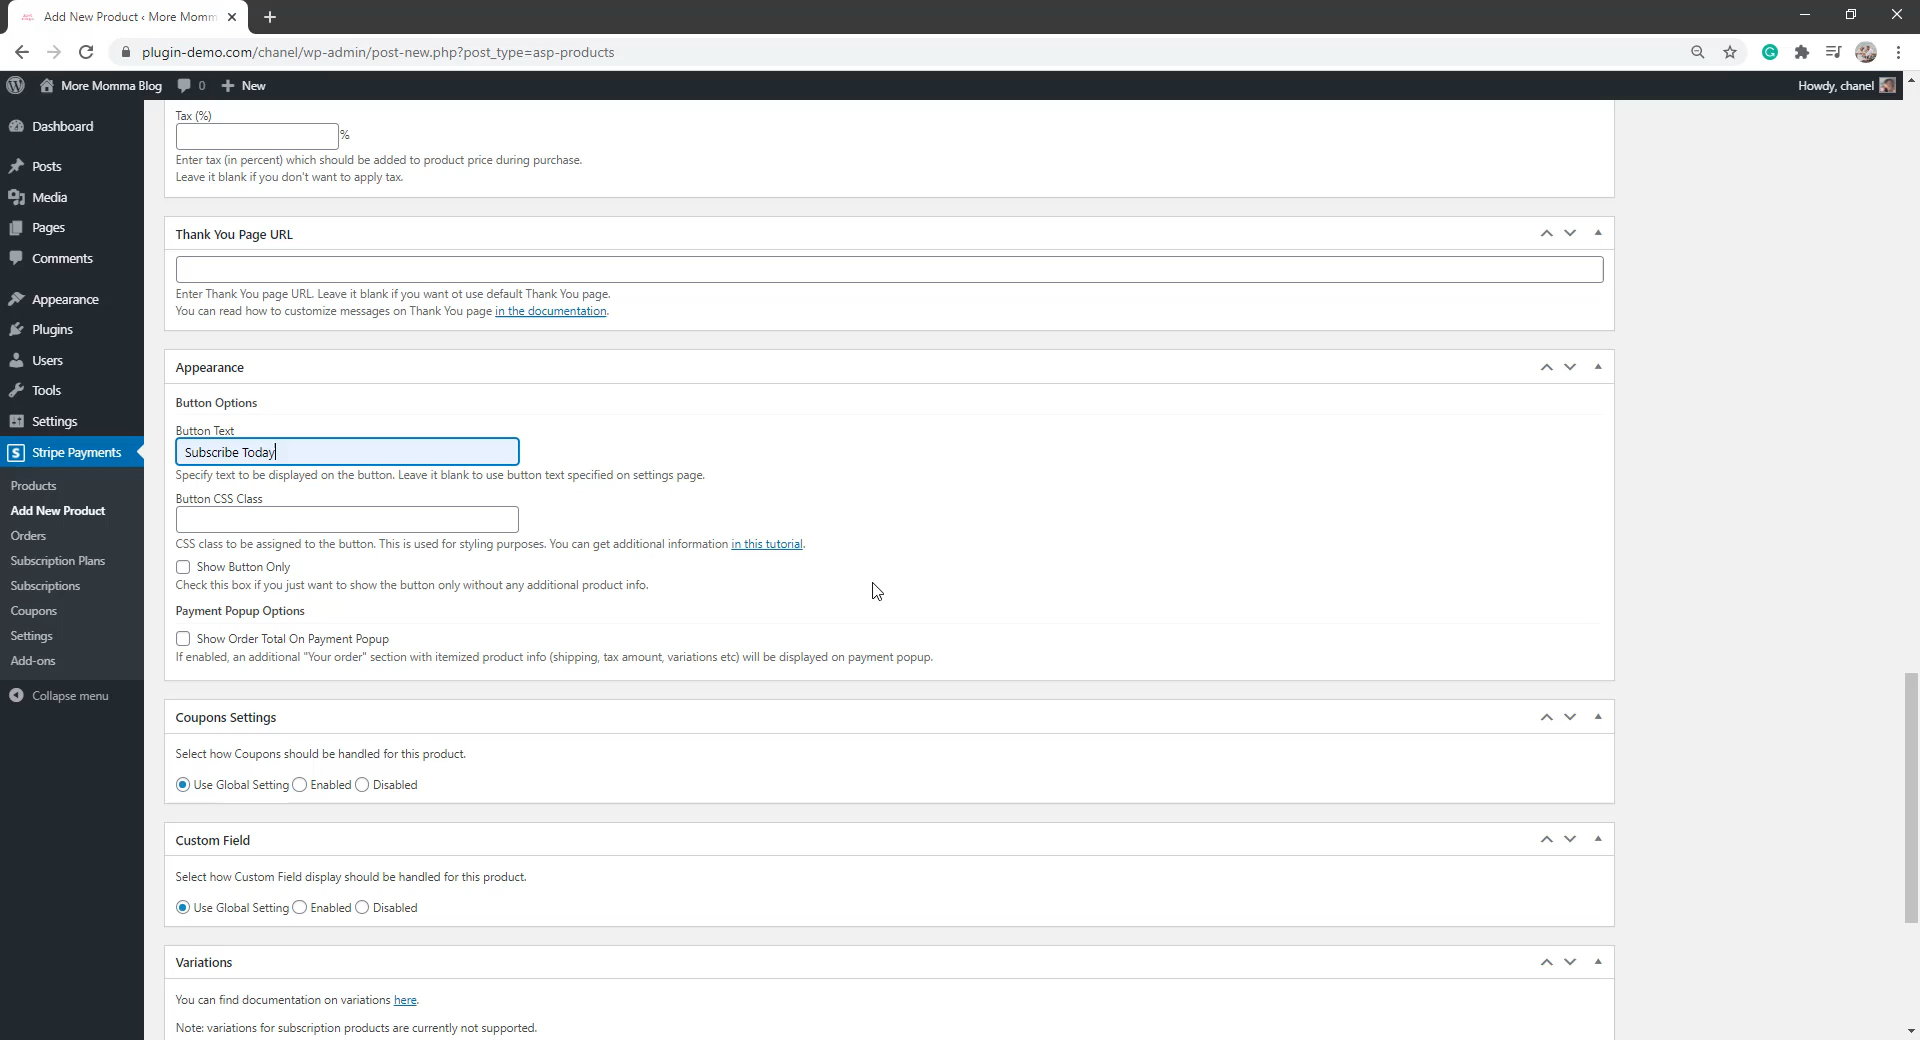 Add New Product ‹ More Momm
plugin-demo.com/chanel/wp-admin/post-new.php?post_type=asp-products
More Momma Blog 0 New Howdy, chanel
Dashboard
Posts
Media
Pages
Comments
Appearance
Plugins
Users
Tools
Settings
Stripe Payments
Products
Add New Product
Orders
Subscription Plans
Subscriptions
Coupons
Settings
Add-ons
Collapse menu
Tax (%)
%
Enter tax (in percent) which should be added to product price during purchase.
Leave it blank if you don't want to apply tax.
Thank You Page URL
Enter Thank You page URL. Leave it blank if you want ot use default Thank You page.
You can read how to customize messages on Thank You page in the documentation.
Appearance
Button Options
Button Text
Subscribe Today
Specify text to be displayed on the button. Leave it blank to use button text specified on settings page.
Button CSS Class
CSS class to be assigned to the button. This is used for styling purposes. You can get additional information in this tutorial.
Show Button Only
Check this box if you just want to show the button only without any additional product info.
Payment Popup Options
Show Order Total On Payment Popup
If enabled, an additional "Your order" section with itemized product info (shipping, tax amount, variations etc) will be displayed on payment popup.
Coupons Settings
Select how Coupons should be handled for this product.
Use Global Setting Enabled Disabled
Custom Field
Select how Custom Field display should be handled for this product.
Use Global Setting Enabled Disabled
Variations
You can find documentation on variations here.
Note: variations for subscription products are currently not supported.